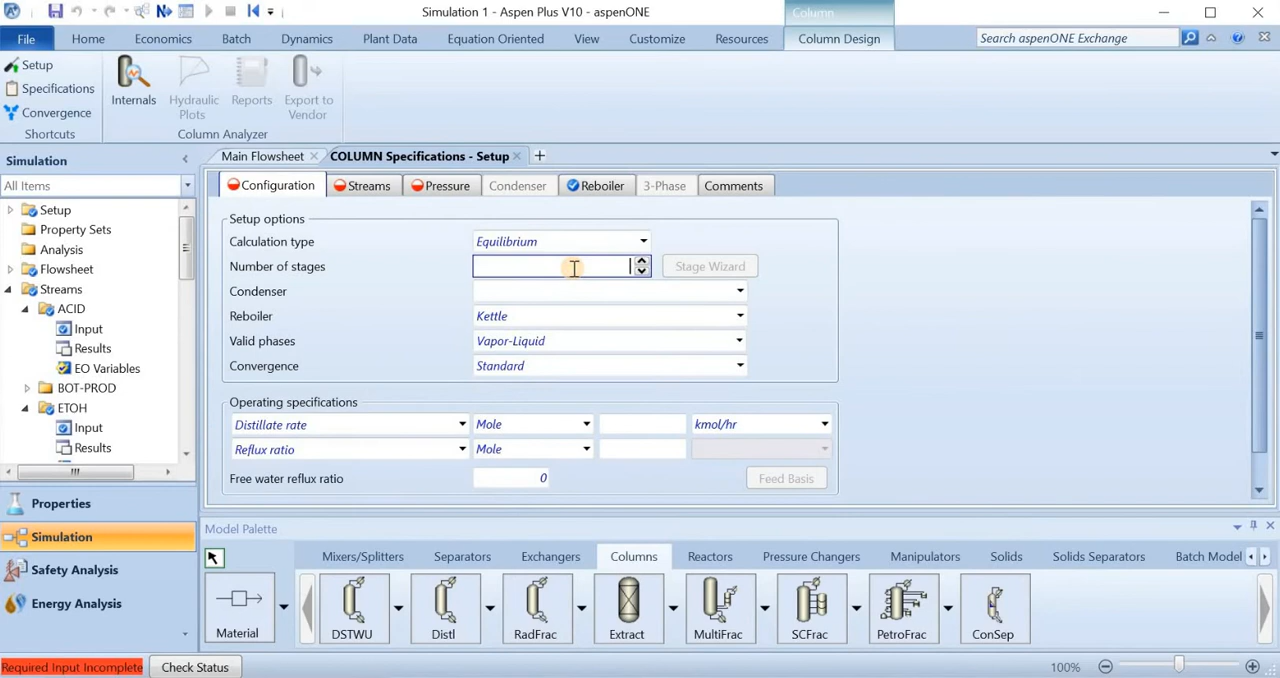 Simulation 1 - Aspen Plus V10 - aspenONE
Column
File
Home
Economics
Batch
Dynamics
Plant Data
Equation Oriented
View
Customize
Resources
Column Design
Search aspenONE Exchange
Setup
Specifications
Convergence
Shortcuts
Internals
Hydraulic
Plots
Reports
Export to
Vendor
Column Analyzer
Simulation
All Items
Setup
Property Sets
Analysis
Flowsheet
Streams
ACID
Input
Results
EO Variables
BOT-PROD
ETOH
Input
Results
Properties
Simulation
Safety Analysis
Energy Analysis
Main Flowsheet
COLUMN Specifications - Setup
Configuration
Streams
Pressure
Condenser
Reboiler
3-Phase
Comments
Setup options
Calculation type
Equilibrium
Number of stages
Stage Wizard
Condenser
Reboiler
Kettle
Valid phases
Vapor-Liquid
Convergence
Standard
Operating specifications
Distillate rate
Mole
kmol/hr
Reflux ratio
Mole
Free water reflux ratio
0
Feed Basis
Model Palette
Mixers/Splitters
Separators
Exchangers
Columns
Reactors
Pressure Changers
Manipulators
Solids
Solids Separators
Batch Model
Material
DSTWU
Distl
RadFrac
Extract
MultiFrac
SCFrac
PetroFrac
ConSep
Required Input Incomplete
Check Status
100%